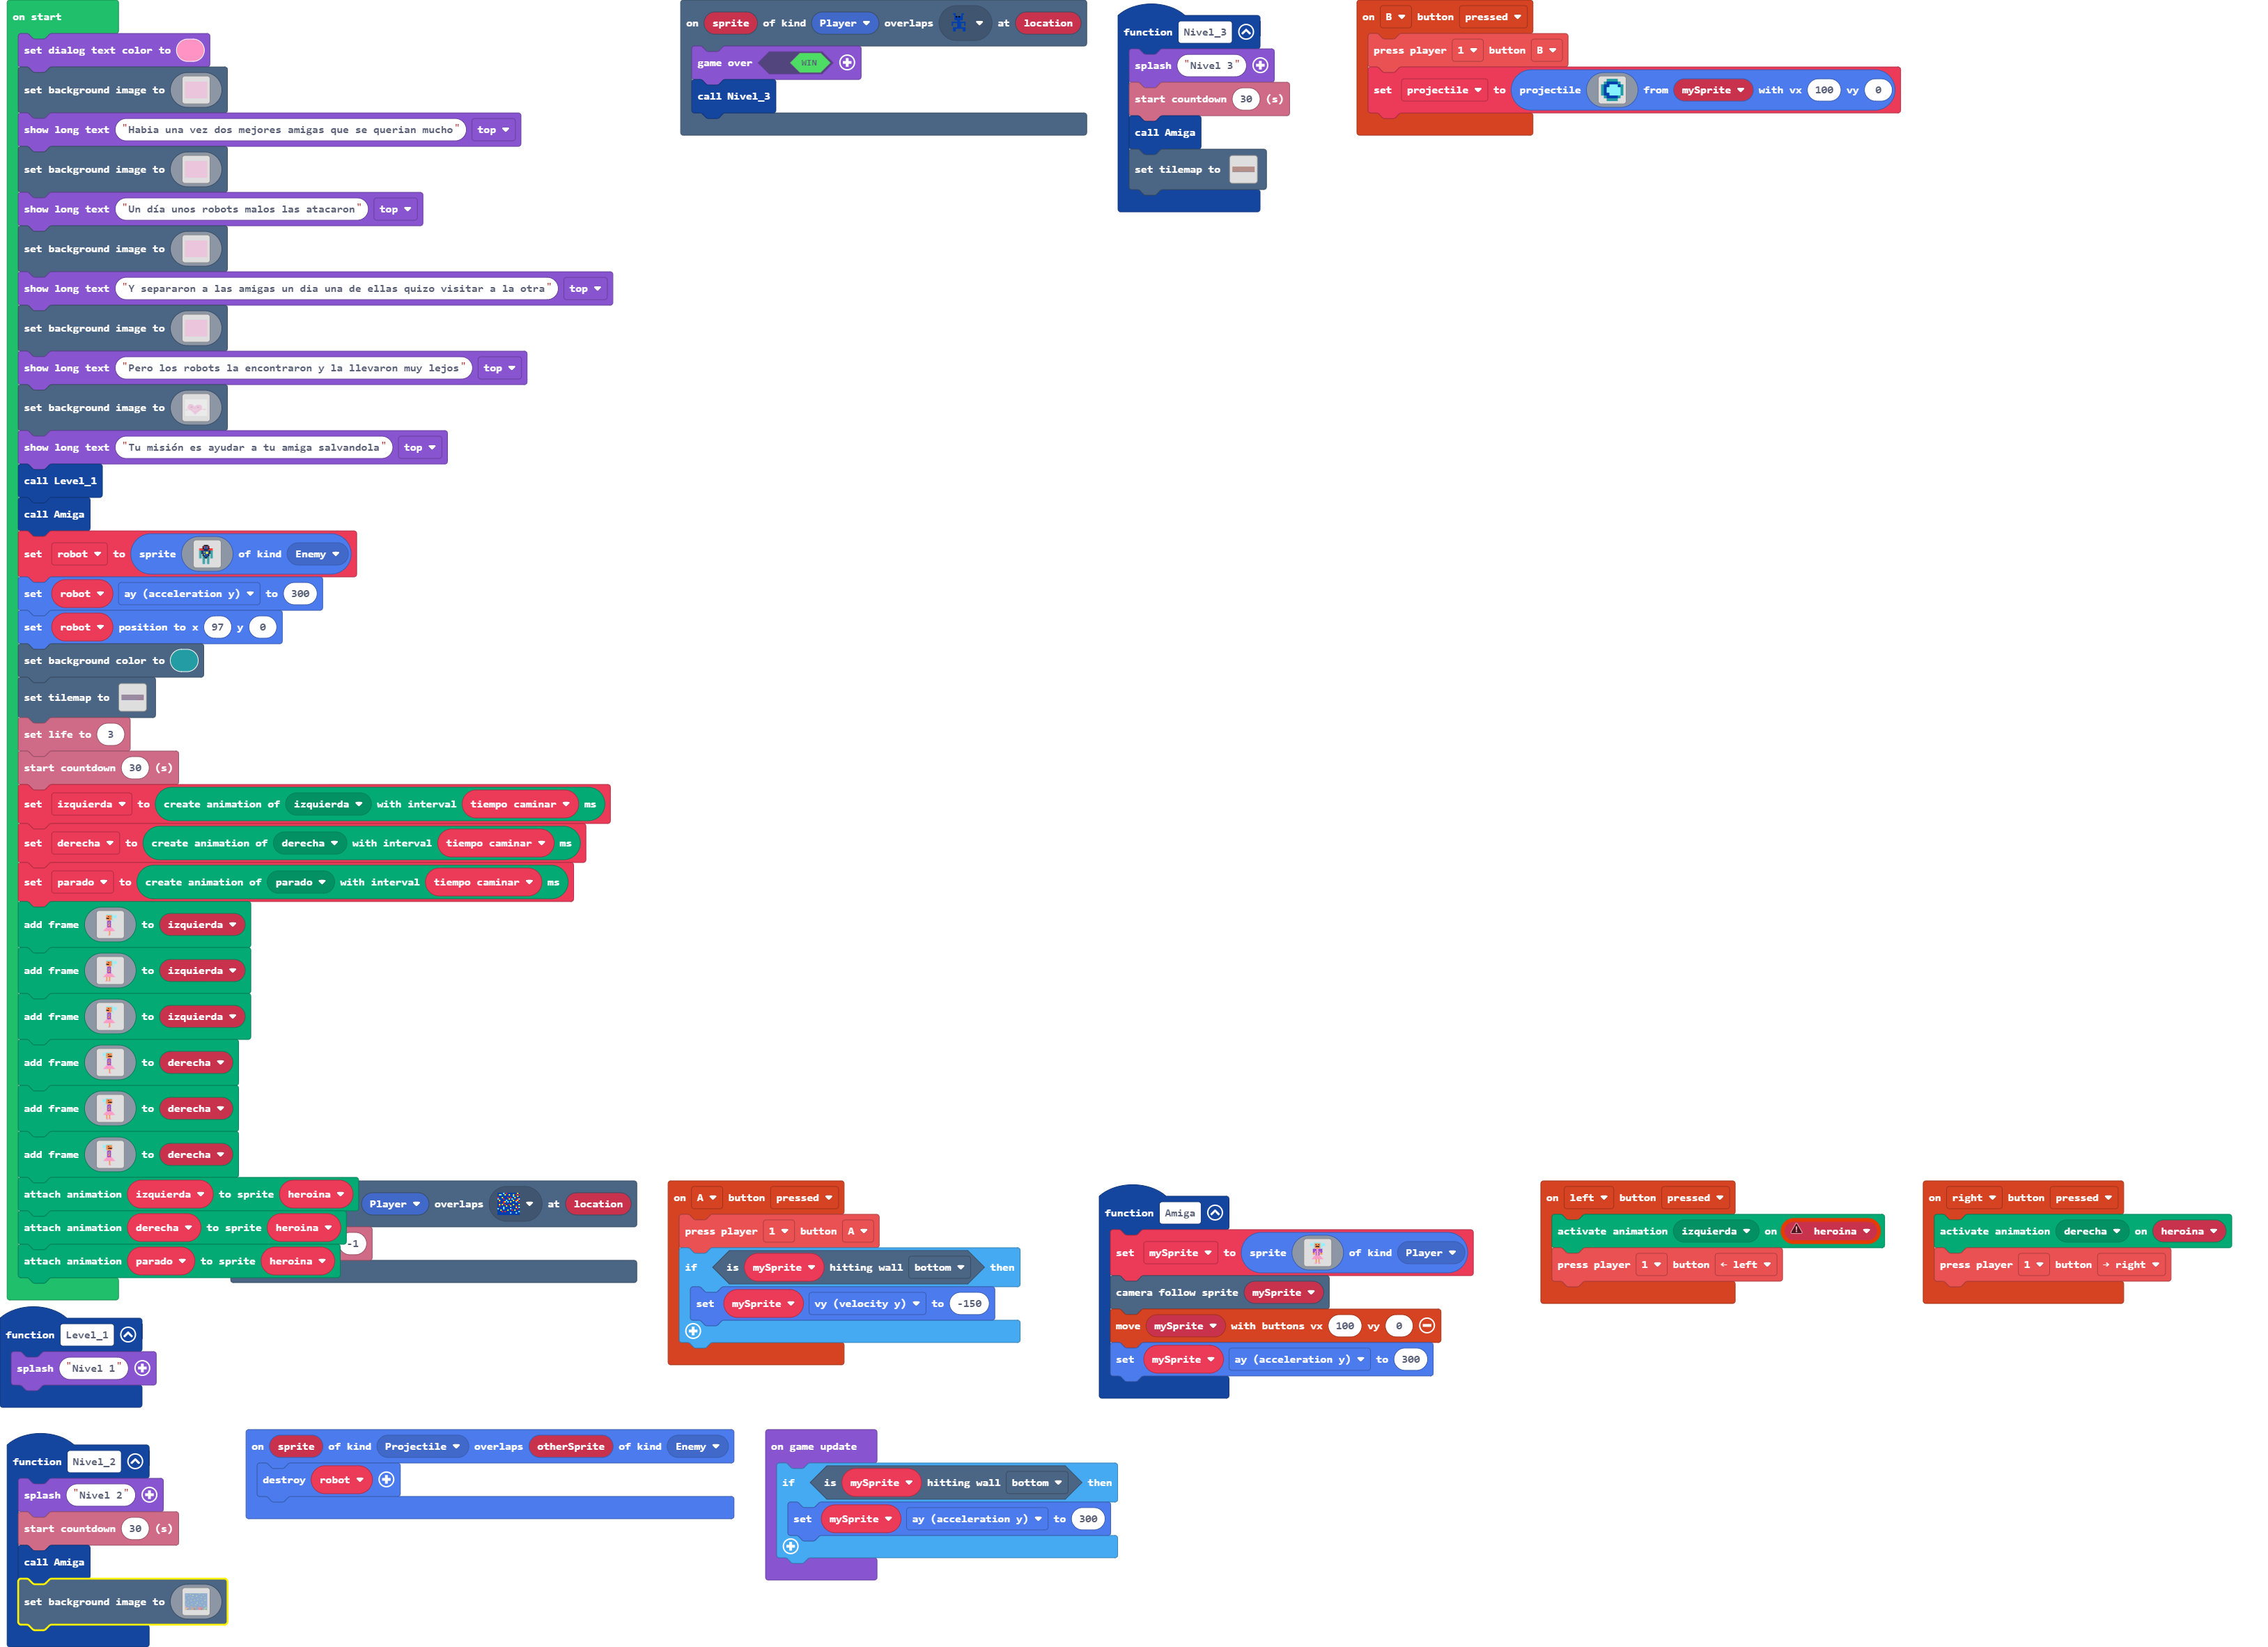 on start
set dialog text color to
set background image to
show long text "Habia una vez dos mejores amigas que se querian mucho" top
set background image to
show long text "Un día unos robots malos las atacaron" top
set background image to
show long text "Y separaron a las amigas un dia una de ellas quizo visitar a la otra" top
set background image to
show long text "Pero los robots la encontraron y la llevaron muy lejos" top
set background image to
show long text "Tu misión es ayudar a tu amiga salvandola" top
call Level_1
call Amiga
set robot to sprite of kind Enemy
set robot ay (acceleration y) to 300
set robot position to x 97 y 0
set background color to
set tilemap to
set life to 3
start countdown 30 (s)
set izquierda to create animation of izquierda with interval tiempo caminar ms
set derecha to create animation of derecha with interval tiempo caminar ms
set parado to create animation of parado with interval tiempo caminar ms
add frame to izquierda
add frame to izquierda
add frame to izquierda
add frame to derecha
add frame to derecha
add frame to derecha
attach animation izquierda to sprite heroina
attach animation derecha to sprite heroina
attach animation parado to sprite heroina
Player overlaps at location
-1
on sprite of kind Player overlaps at location
game over WIN
call Nivel_3
function Nivel_3
splash "Nivel 3"
start countdown 30 (s)
call Amiga
set tilemap to
on B button pressed
press player 1 button B
set projectile to projectile from mySprite with vx 100 vy 0
on A button pressed
press player 1 button A
if is mySprite hitting wall bottom then
set mySprite vy (velocity y) to -150
function Amiga
set mySprite to sprite of kind Player
camera follow sprite mySprite
move mySprite with buttons vx 100 vy 0
set mySprite ay (acceleration y) to 300
on left button pressed
activate animation izquierda on heroina
press player 1 button ← left
on right button pressed
activate animation derecha on heroina
press player 1 button → right
function Level_1
splash "Nivel 1"
function Nivel_2
splash "Nivel 2"
start countdown 30 (s)
call Amiga
set background image to
on sprite of kind Projectile overlaps otherSprite of kind Enemy
destroy robot
on game update
if is mySprite hitting wall bottom then
set mySprite ay (acceleration y) to 300